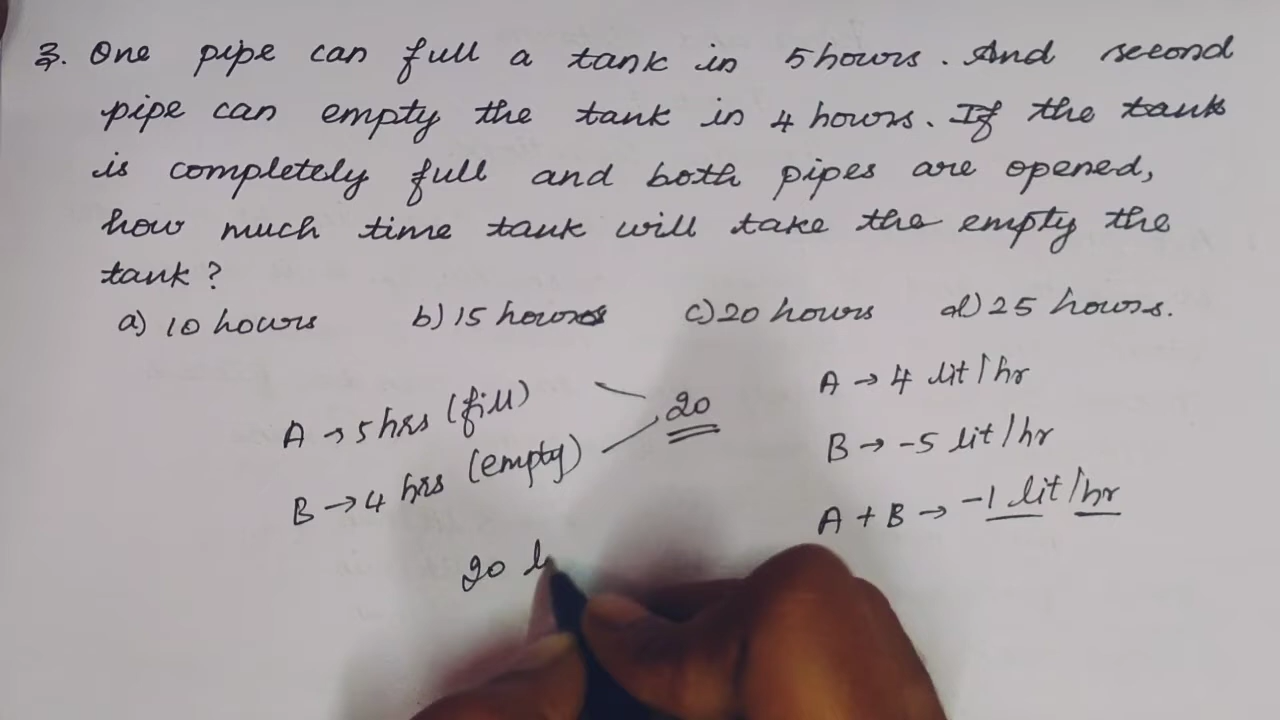 3. One pipe can full a tank in 5 hours. And second
pipe can empty the tank in 4 hours. If the tank
is completely full and both pipes are opened,
how much time tank will take the empty the
tank?
a) 10 hours b) 15 hours c) 20 hours d) 25 hours.
A → 5 hrs (fill)
B → 4 hrs (empty)
20
A → 4 lit/hr
B → -5 lit/hr
A + B → -1 lit/hr
20